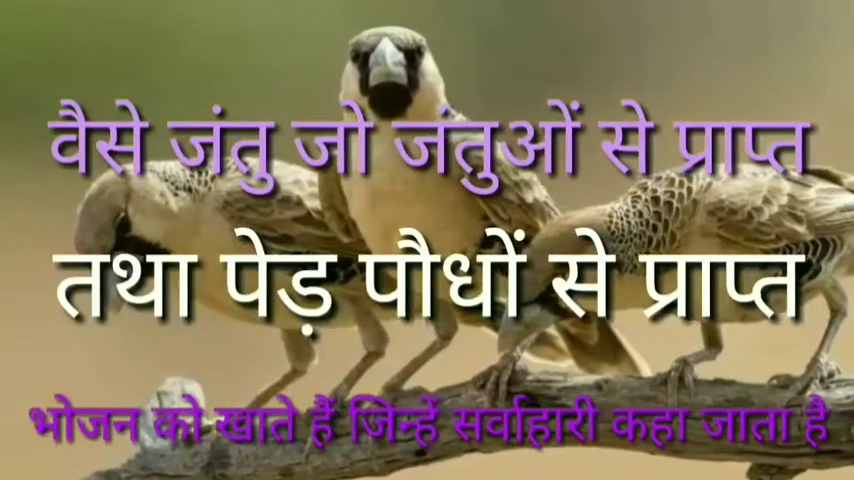 वैसे जंतु जो जंतुओं से प्राप्त
तथा पेड़ पौधों से प्राप्त
भोजन को खाते हैं जिन्हें सर्वाहारी कहा जाता है